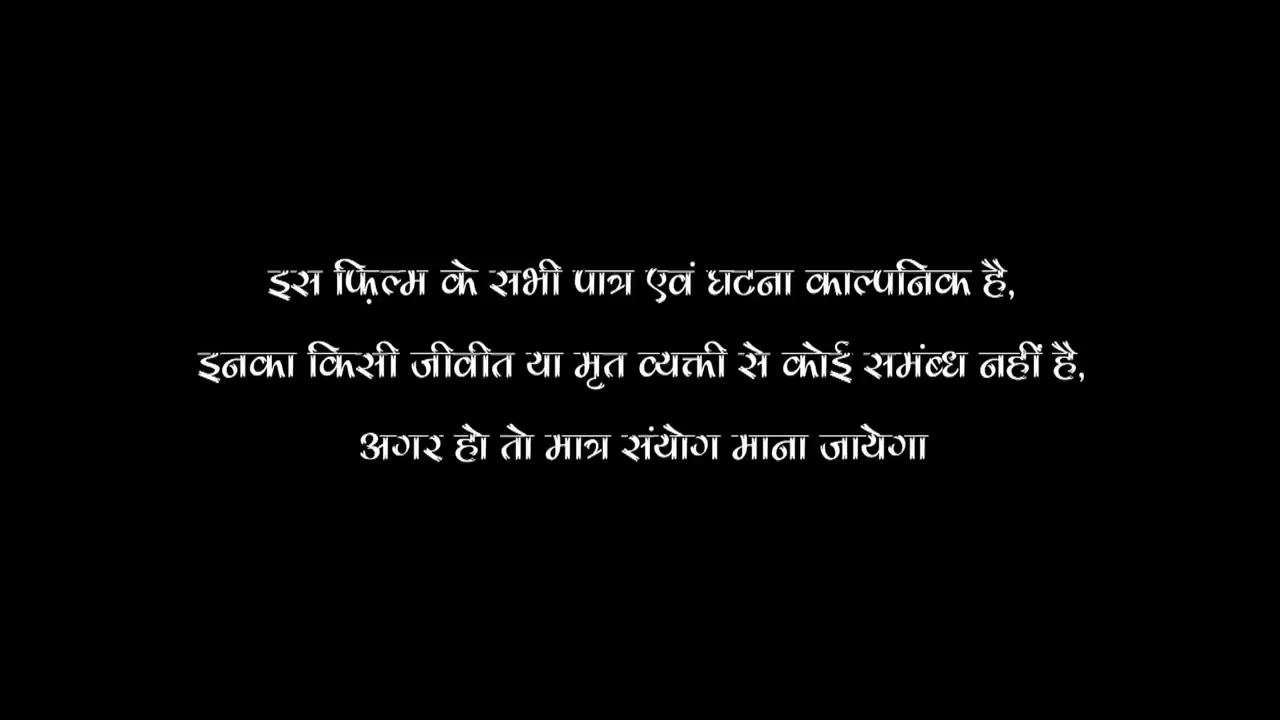 इस फ़िल्म के सभी पात्र एवं घटना काल्पनिक है,
इनका किसी जीवीत या मृत व्यक्ती से कोई समंब्ध नहीं है,
अगर हो तो मात्र संयोग माना जायेगा